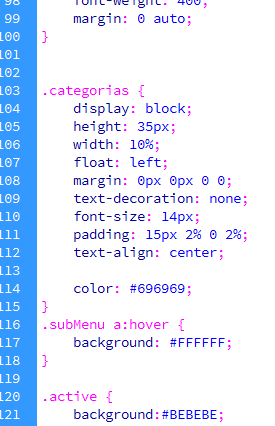 98 font-weight: 400;
99 margin: 0 auto;
100 }
101
102
103 .categorias {
104 display: block;
105 height: 35px;
106 width: 10%;
107 float: left;
108 margin: 0px 0px 0 0;
109 text-decoration: none;
110 font-size: 14px;
111 padding: 15px 2% 0 2%;
112 text-align: center;
113
114 color: #696969;
115 }
116 .subMenu a:hover {
117 background: #FFFFFF;
118 }
119
120 .active {
121 background:#BEBEBE;